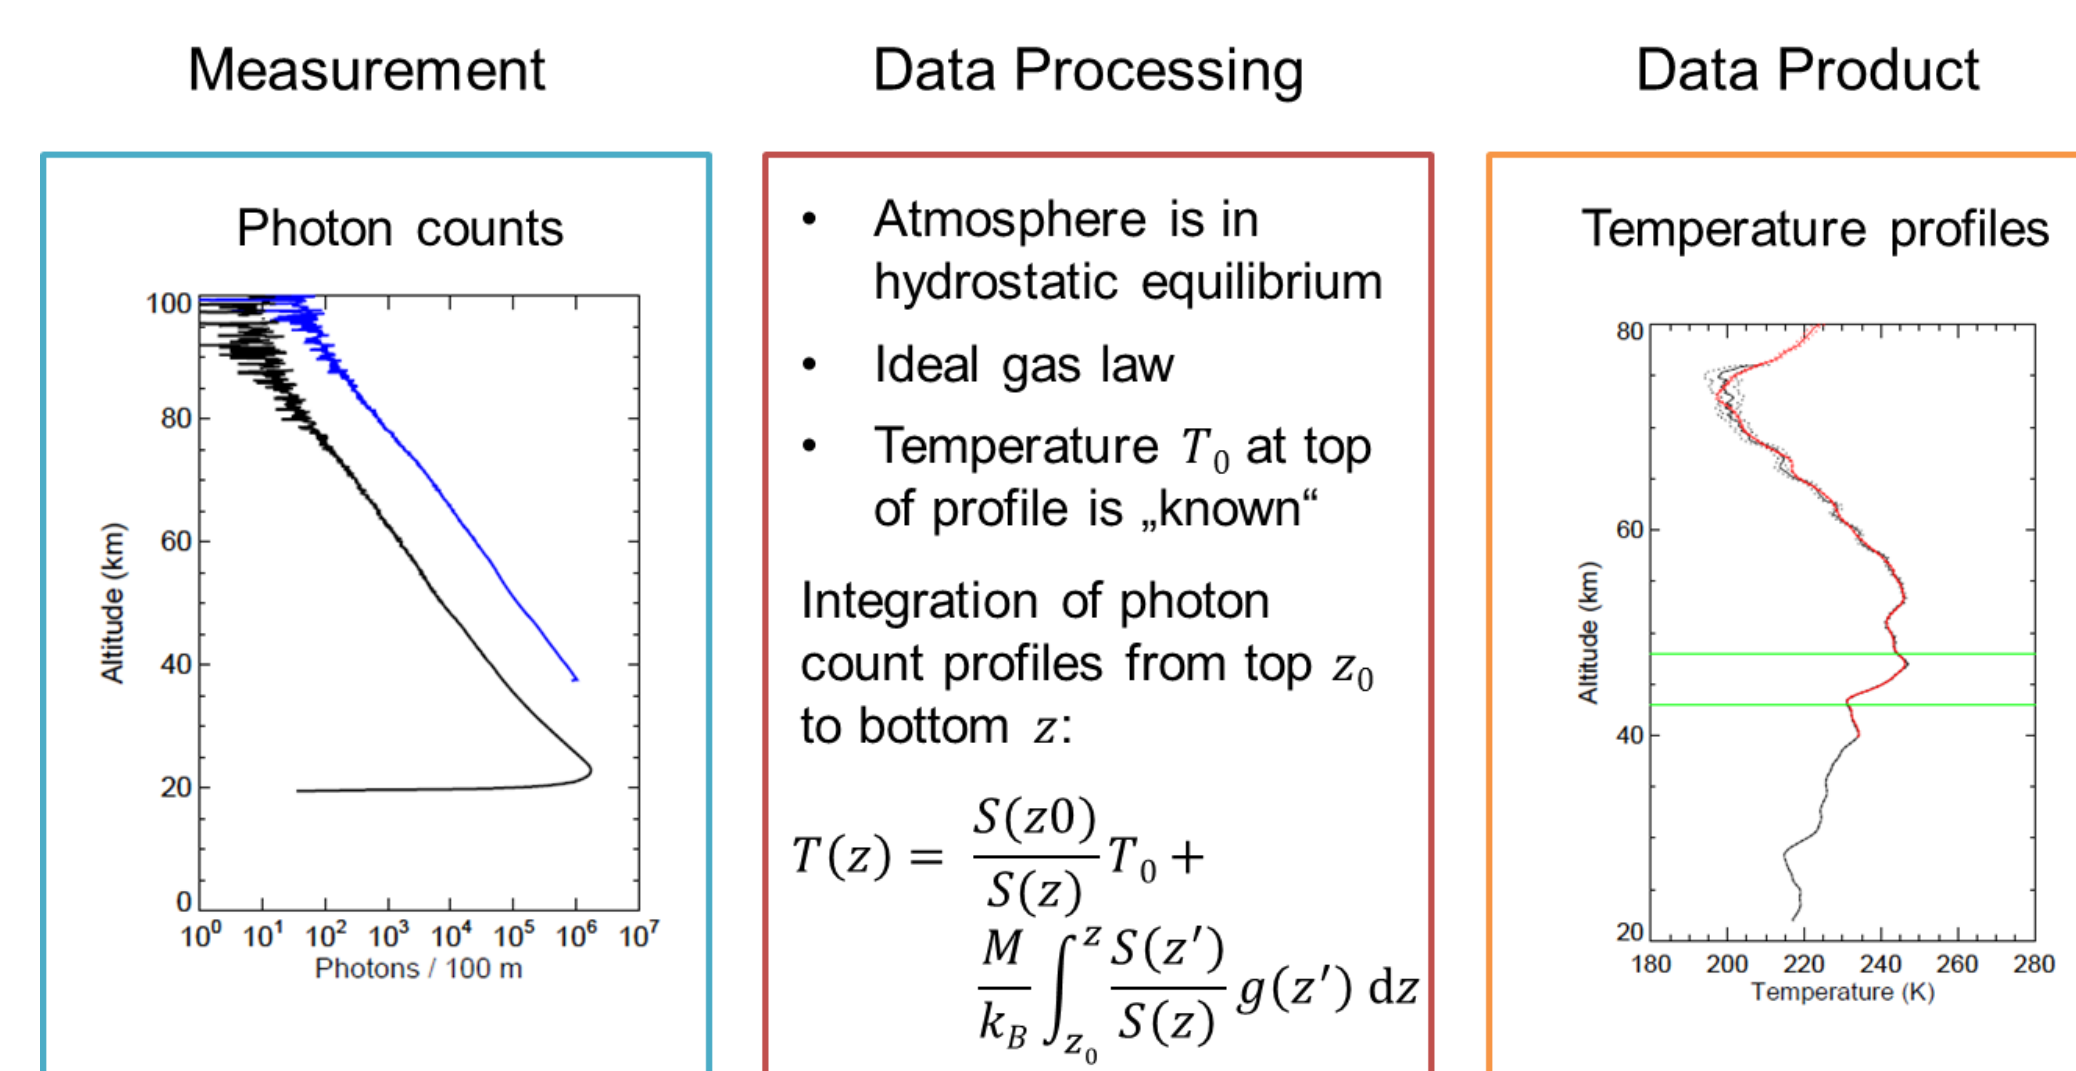 Measurement
Data Processing
Data Product
Photon counts
100
80
60
40
20
0
Altitude (km)
10⁰ 10¹ 10² 10³ 10⁴ 10⁵ 10⁶ 10⁷
Photons / 100 m
• Atmosphere is in
hydrostatic equilibrium
• Ideal gas law
• Temperature T₀ at top
of profile is „known“
Integration of photon
count profiles from top z₀
to bottom z:
T(z) = S(z0)/S(z) T₀ +
M/k_B ∫_{z₀}^{z} S(z′)/S(z) g(z′) dz
Temperature profiles
80
60
40
20
Altitude (km)
180 200 220 240 260 280
Temperature (K)